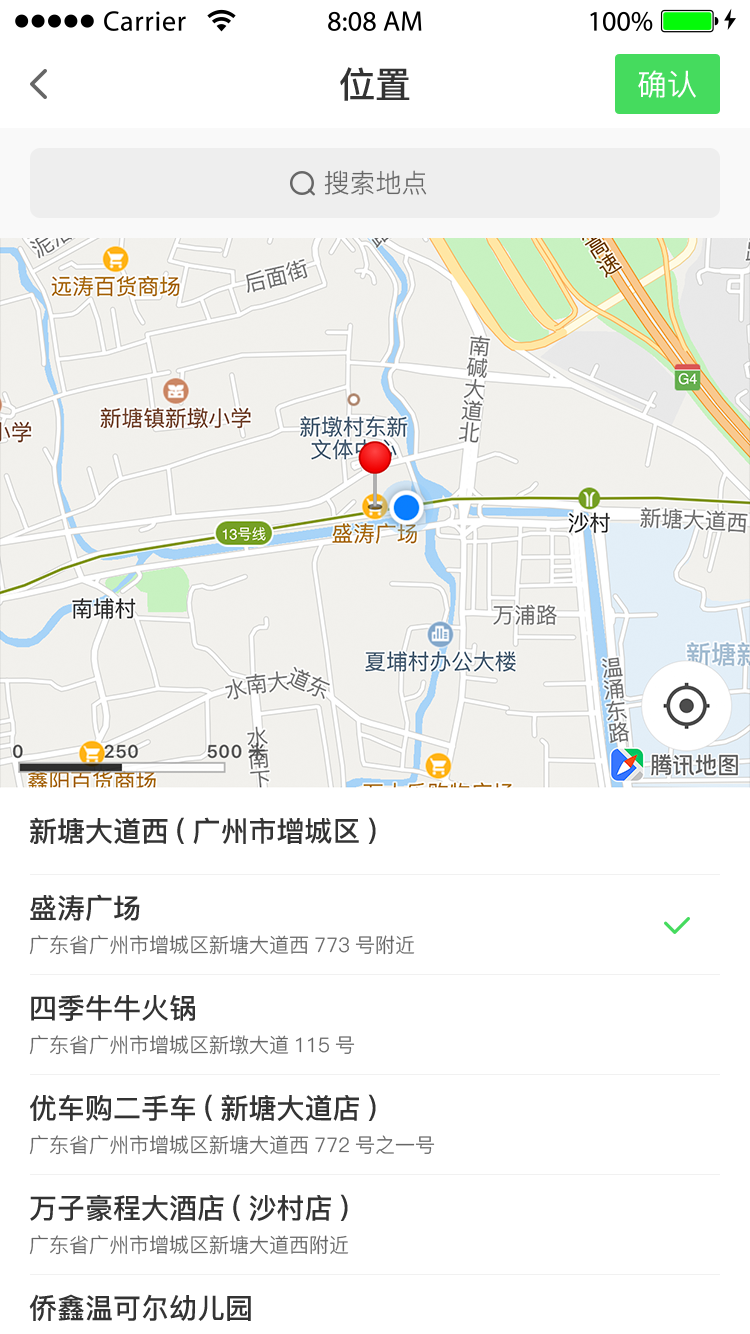 Carrier 8:08 AM 100%
位置 确认
搜索地点
高速
远涛百货商场
后面街
南碱大道北
G4
新塘镇新墩小学
小学
新墩村东新
文体中心
盛涛广场
13号线
沙村
新塘大道西
南埔村
万浦路
夏埔村办公大楼
新塘新
温涌东路
水南大道东
水南下
0 250 500 米
腾讯地图
鑫阳百货商场
新塘大道西 ( 广州市增城区 )
盛涛广场
广东省广州市增城区新塘大道西 773 号附近
四季牛牛火锅
广东省广州市增城区新墩大道 115 号
优车购二手车 ( 新塘大道店 )
广东省广州市增城区新塘大道西 772 号之一号
万子豪程大酒店 ( 沙村店 )
广东省广州市增城区新塘大道西附近
侨鑫温可尔幼儿园